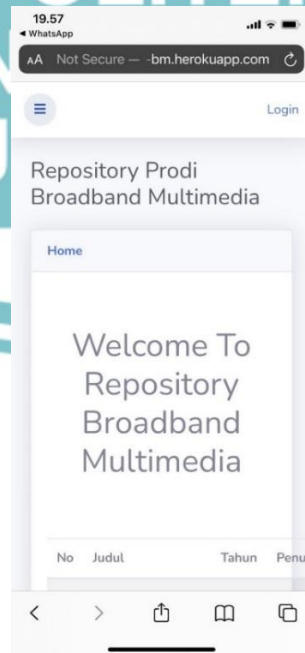 19.57
◀ WhatsApp
AA Not Secure — -bm.herokuapp.com
Login
Repository Prodi
Broadband Multimedia
Home
Welcome To
Repository
Broadband
Multimedia
No Judul Tahun Penu